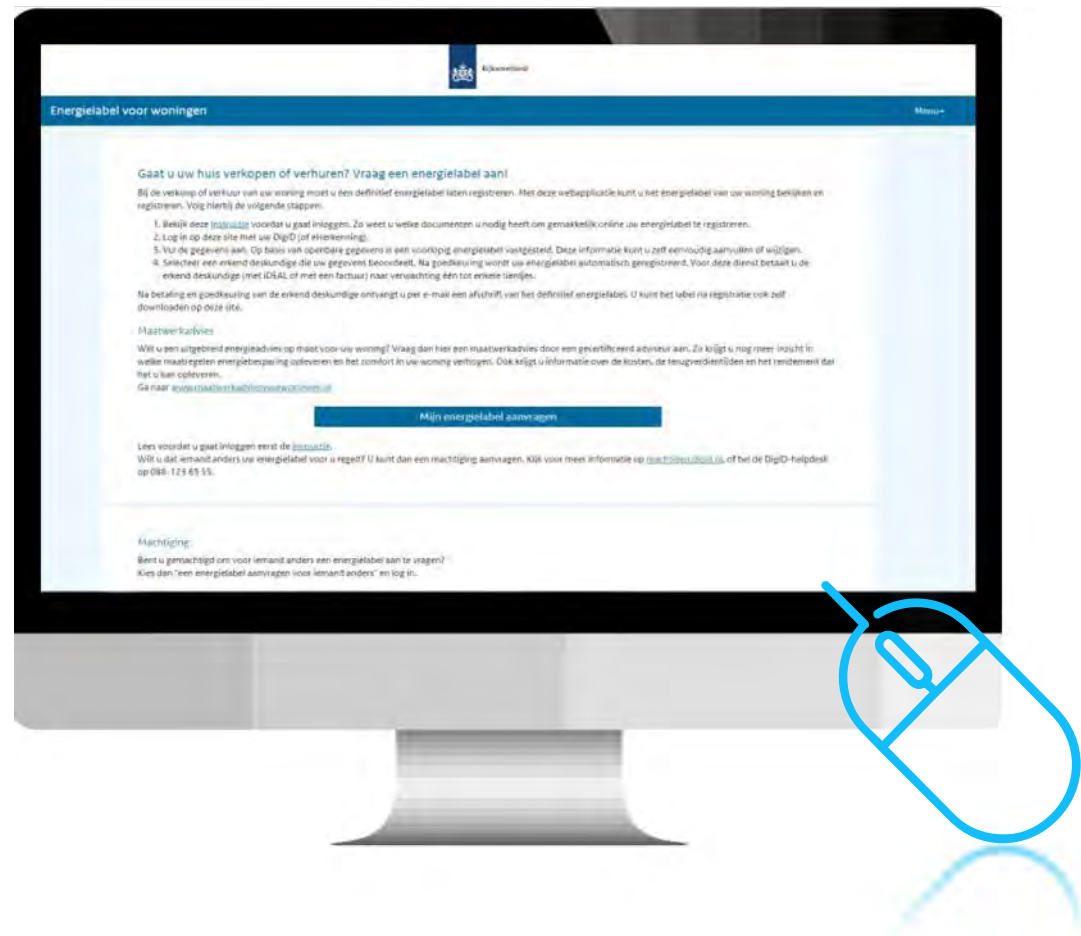 Rijksoverheid
Energielabel voor woningen
Menu
Gaat u uw huis verkopen of verhuren? Vraag een energielabel aan!
Bij de verkoop of verhuur van uw woning moet u een definitief energielabel laten registreren. Met deze webapplicatie kunt u het energielabel van uw woning bekijken en
registreren. Volg hierbij de volgende stappen:
1. Bekijk deze instructie voordat u gaat inloggen. Zo weet u welke documenten u nodig heeft om gemakkelijk online uw energielabel te registreren.
2. Log in op deze site met uw DigiD (of eHerkenning).
3. Vul de gegevens aan. Op basis van openbare gegevens is een voorlopig energielabel vastgesteld. Deze informatie kunt u zelf eenvoudig aanvullen of wijzigen.
4. Selecteer een erkend deskundige die uw gegevens beoordeelt. Na goedkeuring wordt uw energielabel automatisch geregistreerd. Voor deze dienst betaalt u de
erkend deskundige (met iDEAL of met een factuur) naar verwachting één tot enkele tientjes.
Na betaling en goedkeuring van de erkend deskundige ontvangt u per e-mail een afschrift van het definitief energielabel. U kunt het label na registratie ook zelf
downloaden op deze site.
Maatwerkadvies
Wilt u een uitgebreid energieadvies op maat voor uw woning? Vraag dan hier een maatwerkadvies door een gecertificeerd adviseur aan. Zo krijgt u nog meer inzicht in
welke maatregelen energiebesparing opleveren en het comfort in uw woning verhogen. Ook krijgt u informatie over de kosten, de terugverdientijden en het rendement dat
het u kan opleveren.
Ga naar
Mijn energielabel aanvragen
Lees voordat u gaat inloggen eerst de instructie.
Wilt u dat iemand anders uw energielabel voor u regelt? U kunt dan een machtiging aanvragen. Kijk voor meer informatie op machtigen.digid.nl, of bel de DigiD-helpdesk
op 088-123 65 55.
Machtiging
Bent u gemachtigd om voor iemand anders een energielabel aan te vragen?
Kies dan "een energielabel aanvragen voor iemand anders" en log in.